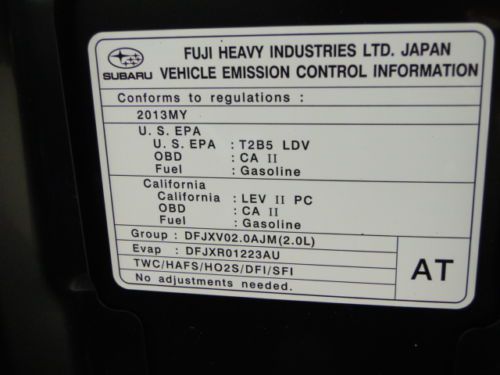 SUBARU
FUJI HEAVY INDUSTRIES LTD. JAPAN
VEHICLE EMISSION CONTROL INFORMATION
Conforms to regulations :
2013MY
U. S. EPA
U. S. EPA : T2B5 LDV
OBD : CA II
Fuel : Gasoline
California
California : LEV II PC
OBD : CA II
Fuel : Gasoline
Group : DFJXV02.0AJM(2.0L)
Evap : DFJXR01223AU
TWC/HAFS/HO2S/DFI/SFI
No adjustments needed.
AT